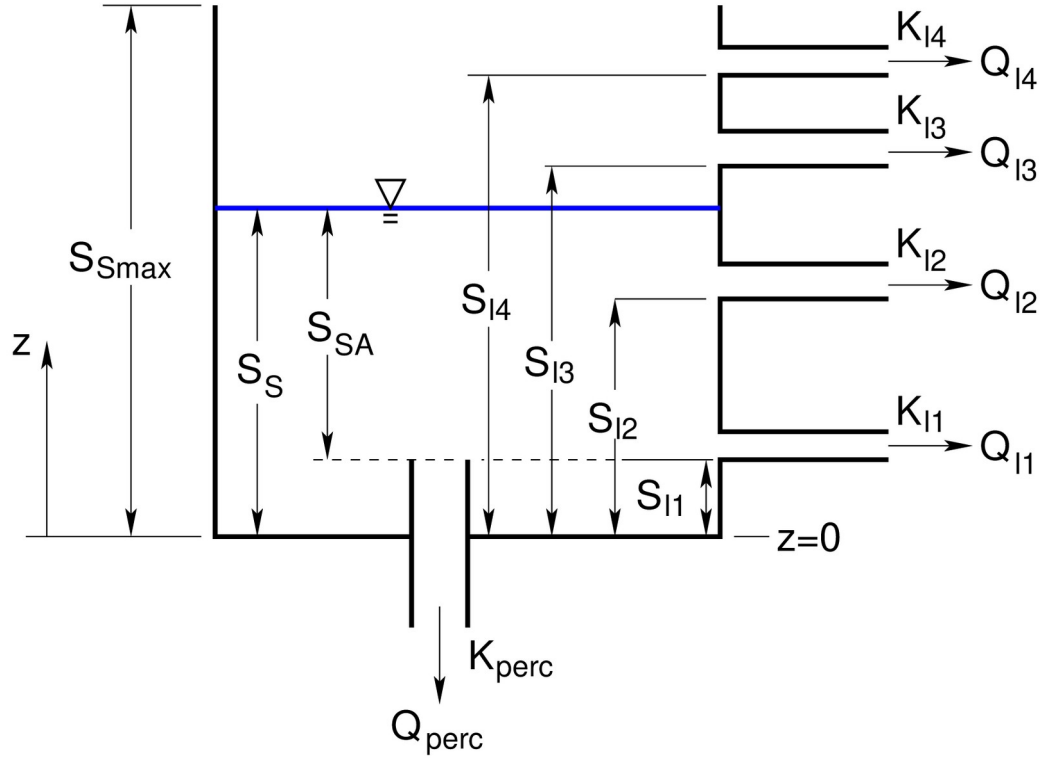 K_l4
Q_l4
K_l3
Q_l3
S_Smax
K_l2
Q_l2
S_l4
z
S_SA
S_S
S_l3
S_l2
K_l1
Q_l1
S_l1
z=0
K_perc
Q_perc